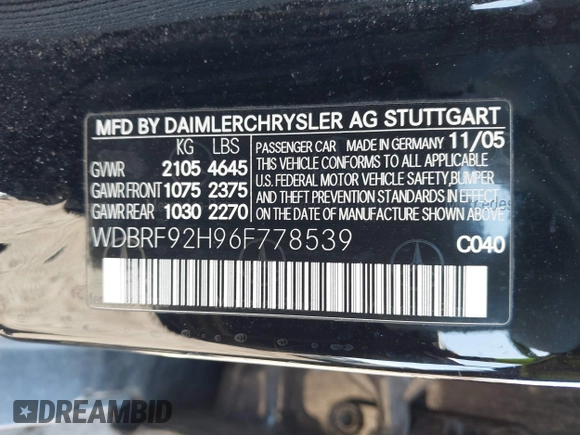 MFD BY DAIMLERCHRYSLER AG STUTTGART
KG LBS
GVWR 2105 4645
GAWR FRONT 1075 2375
GAWR REAR 1030 2270
PASSENGER CAR MADE IN GERMANY 11/05
THIS VEHICLE CONFORMS TO ALL APPLICABLE
U.S. FEDERAL MOTOR VEHICLE SAFETY,BUMPER
AND THEFT PREVENTION STANDARDS IN EFFECT
ON THE DATE OF MANUFACTURE SHOWN ABOVE.
WDBRF92H96F778539
C040
DREAMBID